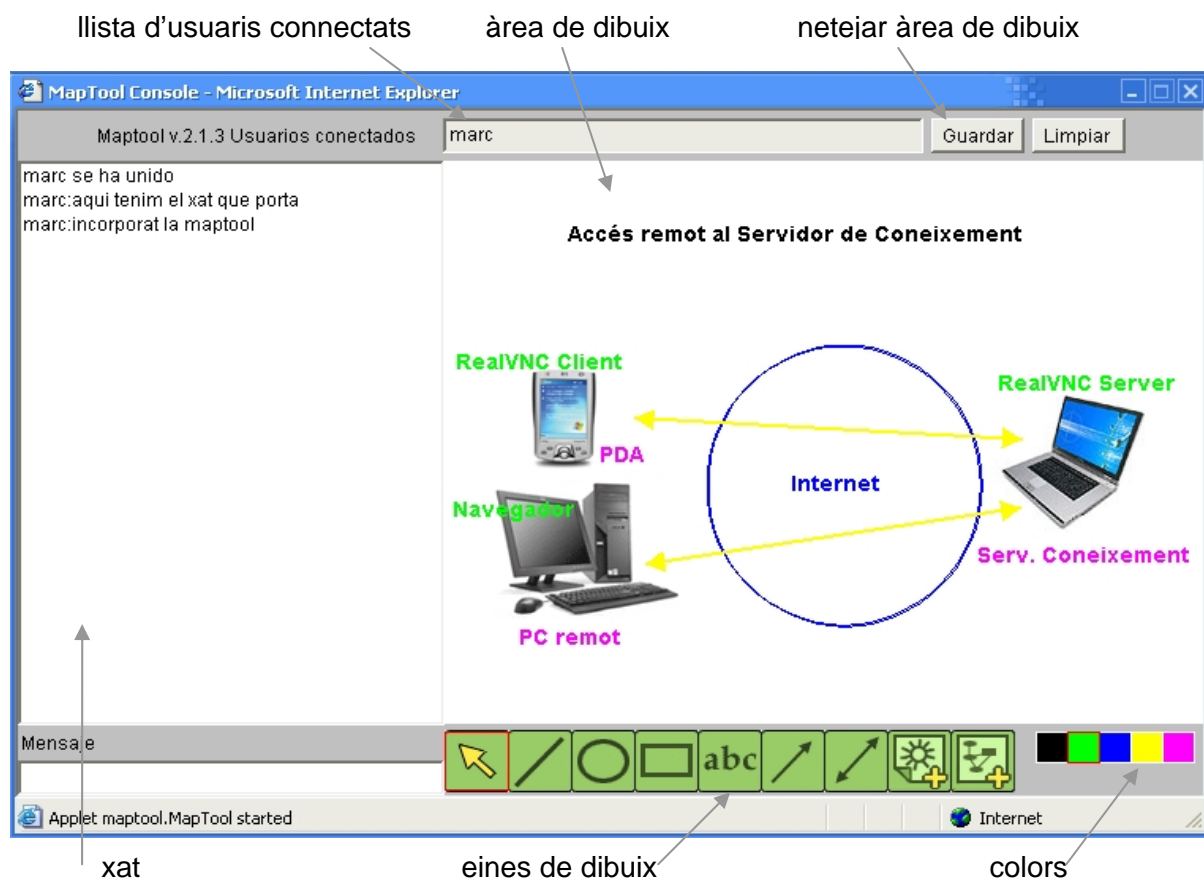 llista d'usuaris connectats àrea de dibuix netejar àrea de dibuix
MapTool Console - Microsoft Internet Explorer
Maptool v.2.1.3 Usuarios conectados marc Guardar Limpiar
marc se ha unido
marc:aqui tenim el xat que porta
marc:incorporat la maptool
Accés remot al Servidor de Coneixement
RealVNC Client
RealVNC Server
PDA
Internet
Navegador
Serv. Coneixement
PC remot
Mensaje
abc
Applet maptool.MapTool started Internet
xat eines de dibuix colors